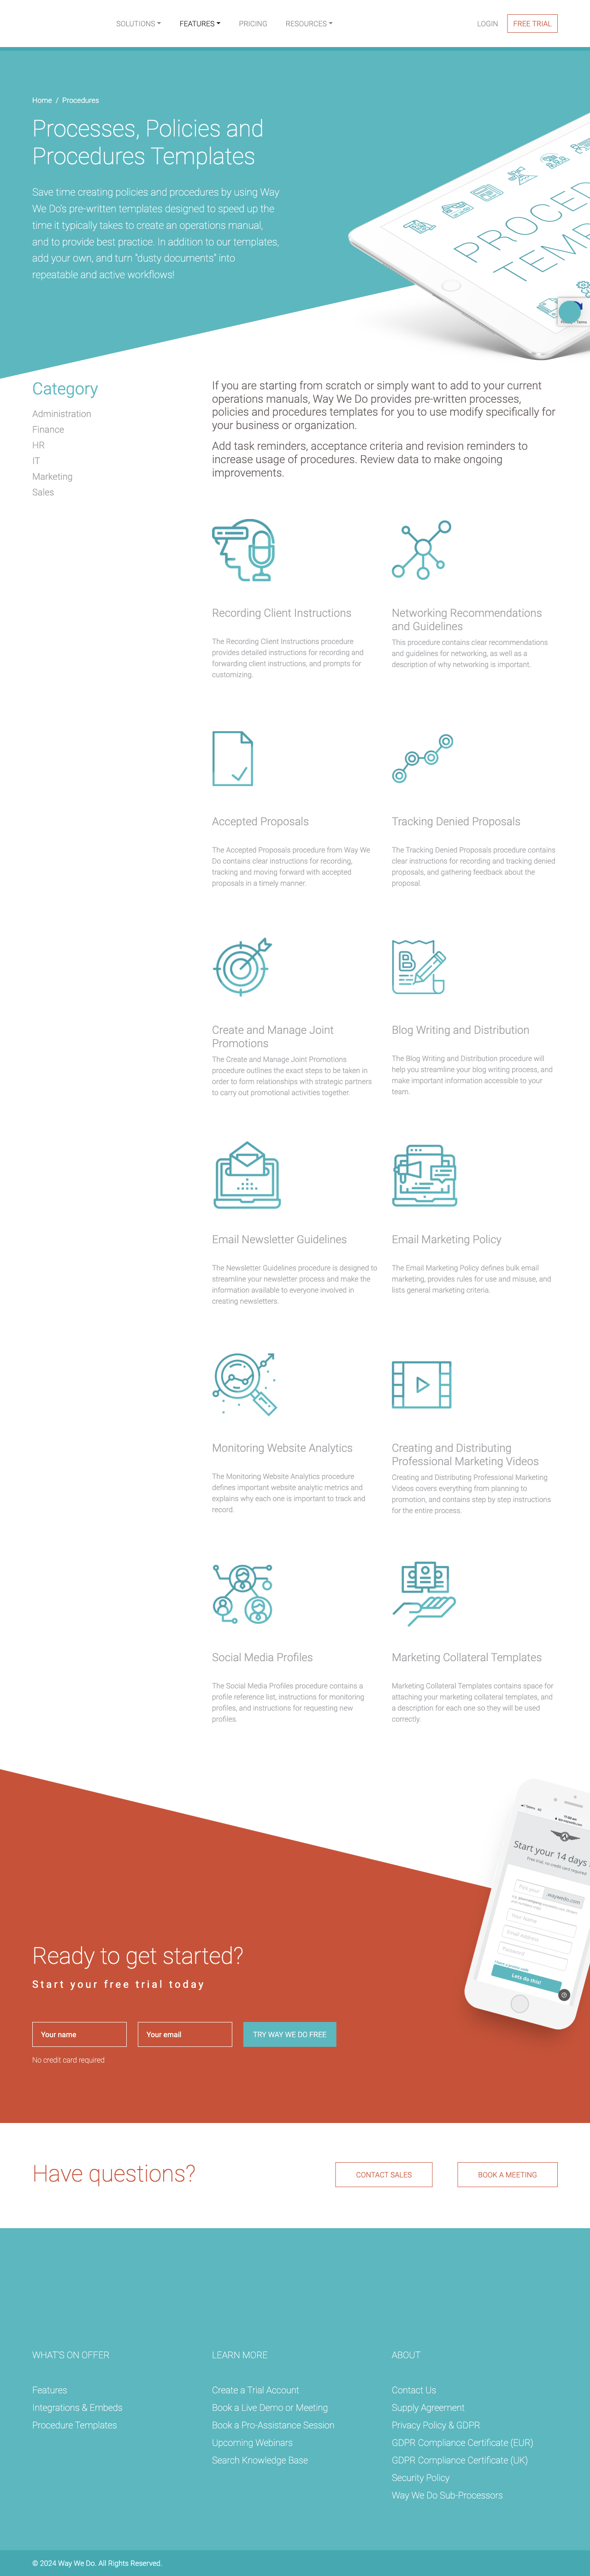 SOLUTIONS
FEATURES
PRICING
RESOURCES
LOGIN
FREE TRIAL
Home / Procedures
Processes, Policies and
Procedures Templates
Save time creating policies and procedures by using Way
We Do's pre-written templates designed to speed up the
time it typically takes to create an operations manual,
and to provide best practice. In addition to our templates,
add your own, and turn “dusty documents” into
repeatable and active workflows!
Category
Administration
Finance
HR
IT
Marketing
Sales
If you are starting from scratch or simply want to add to your current
operations manuals, Way We Do provides pre-written processes,
policies and procedures templates for you to use modify specifically for
your business or organization.
Add task reminders, acceptance criteria and revision reminders to
increase usage of procedures. Review data to make ongoing
improvements.
Recording Client Instructions
The Recording Client Instructions procedure
provides detailed instructions for recording and
forwarding client instructions, and prompts for
customizing.
Networking Recommendations
and Guidelines
This procedure contains clear recommendations
and guidelines for networking, as well as a
description of why networking is important.
Accepted Proposals
The Accepted Proposals procedure from Way We
Do contains clear instructions for recording,
tracking and moving forward with accepted
proposals in a timely manner.
Tracking Denied Proposals
The Tracking Denied Proposals procedure contains
clear instructions for recording and tracking denied
proposals, and gathering feedback about the
proposal.
Create and Manage Joint
Promotions
The Create and Manage Joint Promotions
procedure outlines the exact steps to be taken in
order to form relationships with strategic partners
to carry out promotional activities together.
Blog Writing and Distribution
The Blog Writing and Distribution procedure will
help you streamline your blog writing process, and
make important information accessible to your
team.
Email Newsletter Guidelines
The Newsletter Guidelines procedure is designed to
streamline your newsletter process and make the
information available to everyone involved in
creating newsletters.
Email Marketing Policy
The Email Marketing Policy defines bulk email
marketing, provides rules for use and misuse, and
lists general marketing criteria.
Monitoring Website Analytics
The Monitoring Website Analytics procedure
defines important website analytic metrics and
explains why each one is important to track and
record.
Creating and Distributing
Professional Marketing Videos
Creating and Distributing Professional Marketing
Videos covers everything from planning to
promotion, and contains step by step instructions
for the entire process.
Social Media Profiles
The Social Media Profiles procedure contains a
profile reference list, instructions for monitoring
profiles, and instructions for requesting new
profiles.
Marketing Collateral Templates
Marketing Collateral Templates contains space for
attaching your marketing collateral templates, and
a description for each one so they will be used
correctly.
Start your 14 days
Free trial, no credit card required
waywedo.com
Your Name
Email Address
Password
Lets do this!
Ready to get started?
Start your free trial today
Your name
Your email
TRY WAY WE DO FREE
No credit card required
Have questions?
CONTACT SALES
BOOK A MEETING
WHAT'S ON OFFER
Features
Integrations & Embeds
Procedure Templates
LEARN MORE
Create a Trial Account
Book a Live Demo or Meeting
Book a Pro-Assistance Session
Upcoming Webinars
Search Knowledge Base
ABOUT
Contact Us
Supply Agreement
Privacy Policy & GDPR
GDPR Compliance Certificate (EUR)
GDPR Compliance Certificate (UK)
Security Policy
Way We Do Sub-Processors
© 2024 Way We Do. All Rights Reserved.